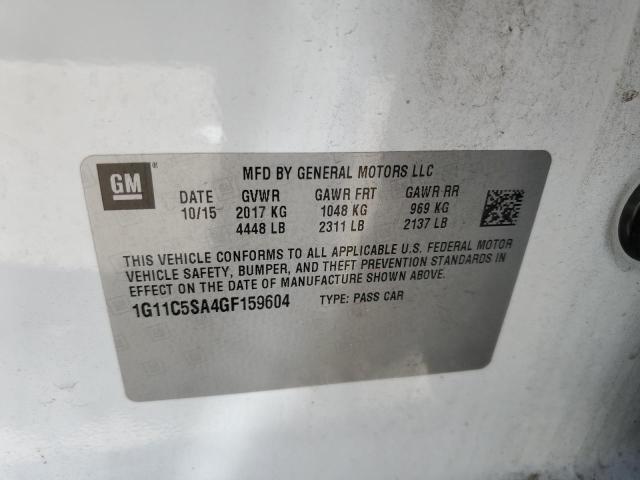 GM®
MFD BY GENERAL MOTORS LLC
DATE GVWR GAWR FRT GAWR RR
10/15 2017 KG 1048 KG 969 KG
4448 LB 2311 LB 2137 LB
THIS VEHICLE CONFORMS TO ALL APPLICABLE U.S. FEDERAL MOTOR
VEHICLE SAFETY, BUMPER, AND THEFT PREVENTION STANDARDS IN
EFFECT ON THE DATE OF MANUFACTURE SHOWN ABOVE.
1G11C5SA4GF159604 TYPE: PASS CAR